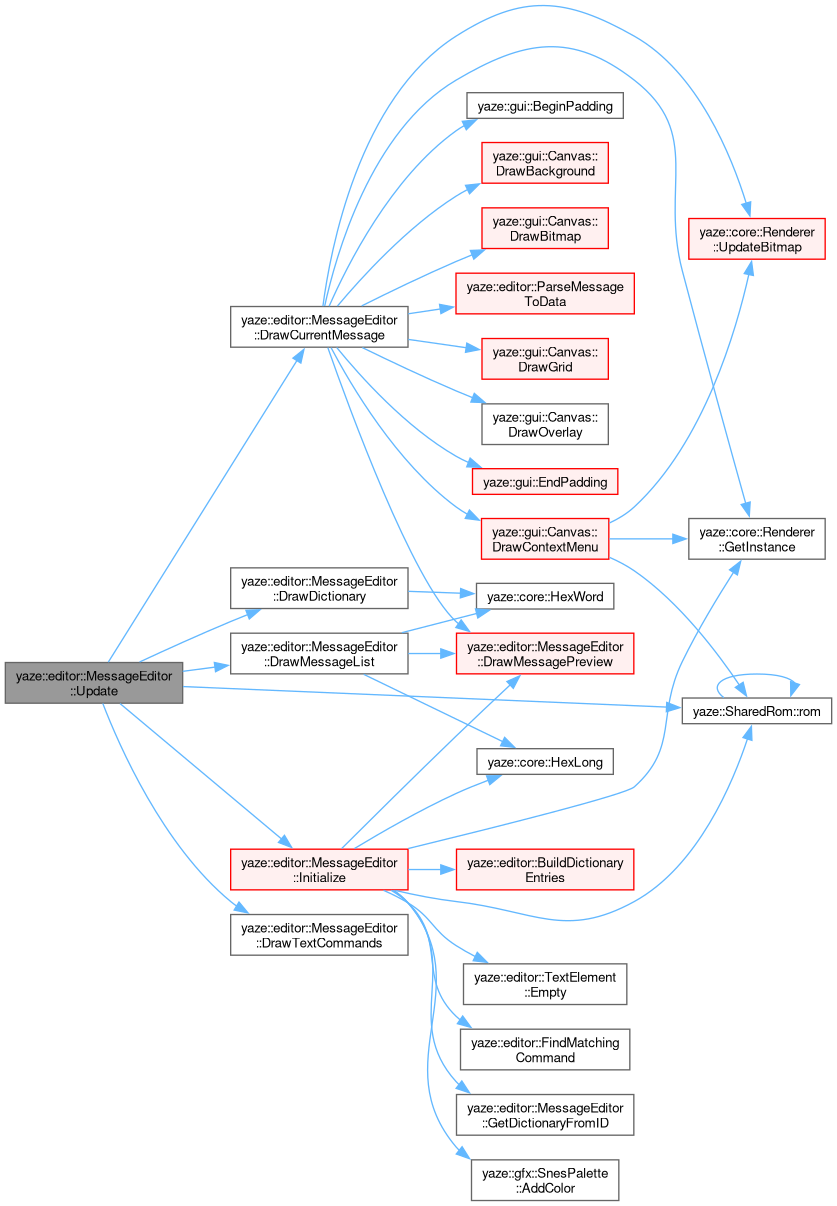 yaze::gui::BeginPadding
yaze::gui::Canvas::
DrawBackground
yaze::gui::Canvas::
DrawBitmap
yaze::core::Renderer
::UpdateBitmap
yaze::editor::ParseMessage
ToData
yaze::editor::MessageEditor
::DrawCurrentMessage
yaze::gui::Canvas::
DrawGrid
yaze::gui::Canvas::
DrawOverlay
yaze::gui::EndPadding
yaze::gui::Canvas::
DrawContextMenu
yaze::core::Renderer
::GetInstance
yaze::editor::MessageEditor
::DrawDictionary
yaze::core::HexWord
yaze::editor::MessageEditor
::DrawMessageList
yaze::editor::MessageEditor
::DrawMessagePreview
yaze::editor::MessageEditor
::Update
yaze::SharedRom::rom
yaze::core::HexLong
yaze::editor::MessageEditor
::Initialize
yaze::editor::BuildDictionary
Entries
yaze::editor::MessageEditor
::DrawTextCommands
yaze::editor::TextElement
::Empty
yaze::editor::FindMatching
Command
yaze::editor::MessageEditor
::GetDictionaryFromID
yaze::gfx::SnesPalette
::AddColor